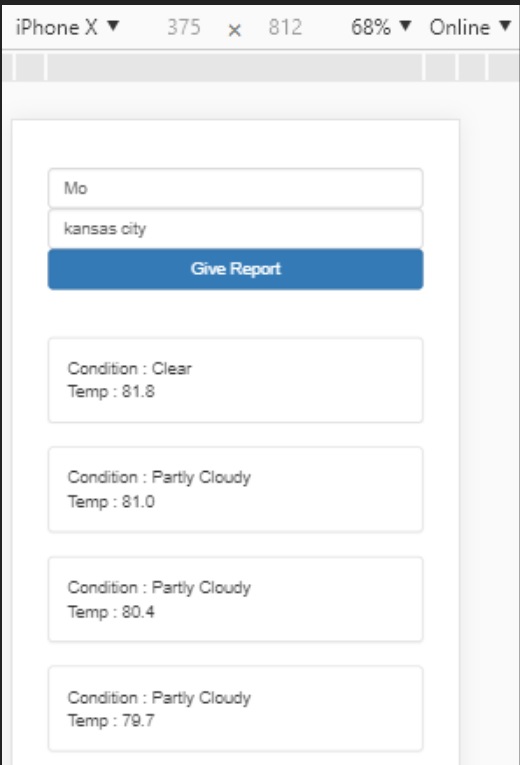 iPhone X ▼ 375 × 812 68% ▼ Online ▼
Mo
kansas city
Give Report
Condition : Clear
Temp : 81.8
Condition : Partly Cloudy
Temp : 81.0
Condition : Partly Cloudy
Temp : 80.4
Condition : Partly Cloudy
Temp : 79.7